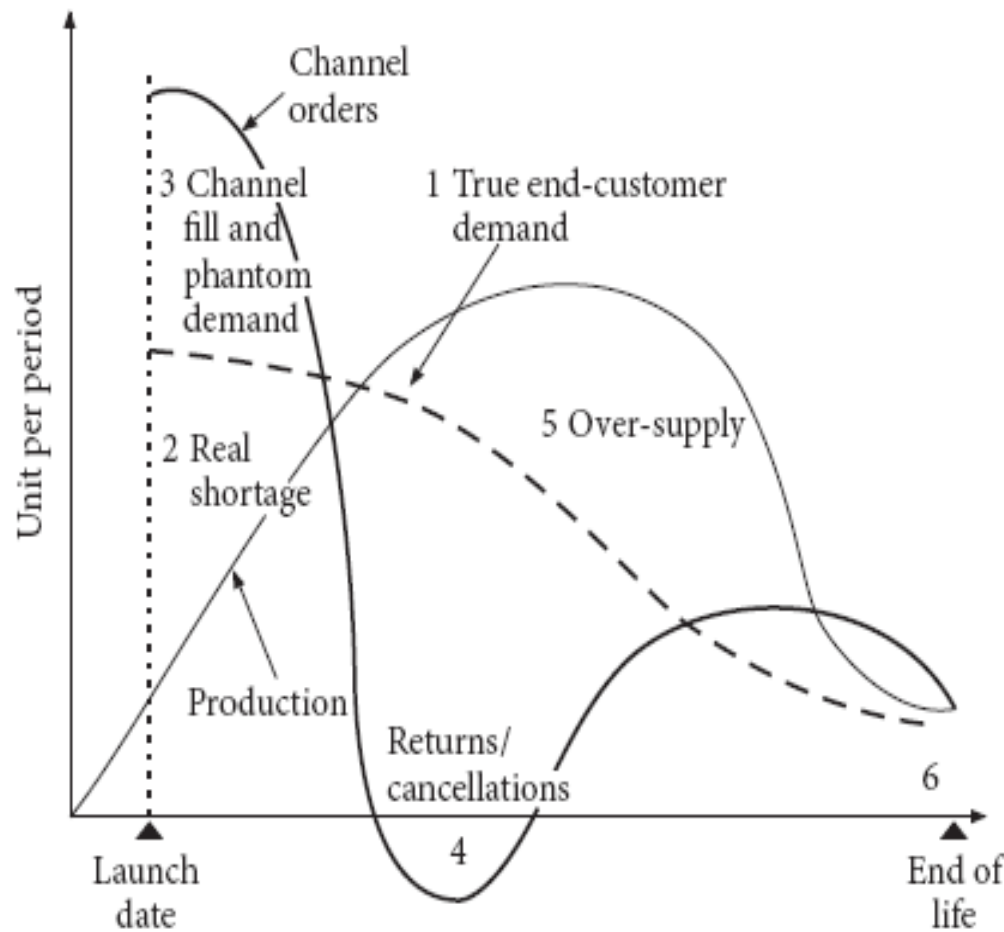 Channel
orders
3 Channel
fill and
phantom
demand
1 True end-customer
demand
Unit per period
2 Real
shortage
5 Over-supply
Production
Returns/
cancellations
4
6
Launch
date
End of
life